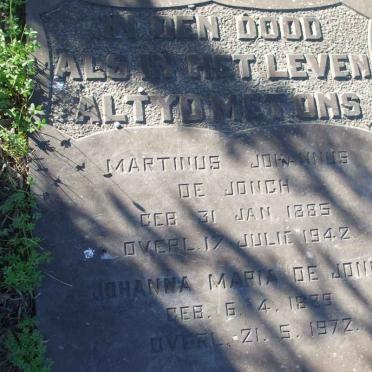 IN DEN DOOD
ALS IN HET LEVEN
ALTYD MET ONS
MARTINUS JOHANNUS
DE JONGH
GEB 31 JAN. 1885
OVERL. 17 JULIE 1942
JOHANNA MARIA DE JON
GEB. 6. 4. 1889
OVERL. 21. 5. 1972.